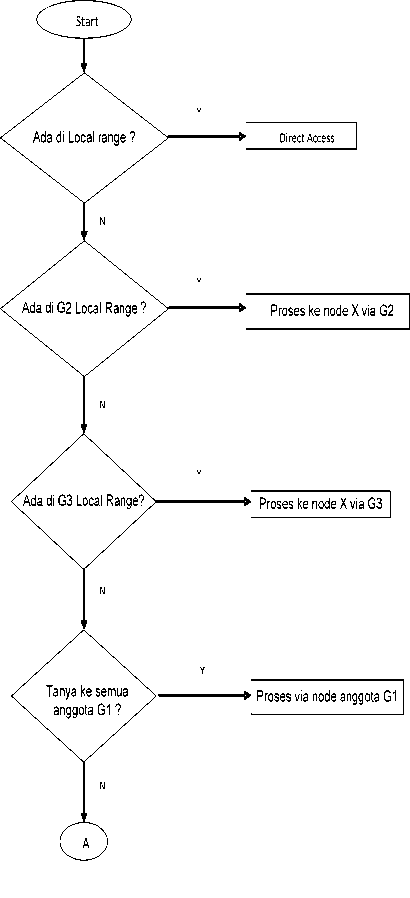 Start
Ada di Local range ?
Y
Direct Access
N
Ada di G2 Local Range ?
Y
Proses ke node X via G2
N
Ada di G3 Local Range?
Y
Proses ke node X via G3
N
Tanya ke semua
anggota G1 ?
Y
Proses via node anggota G1
N
A